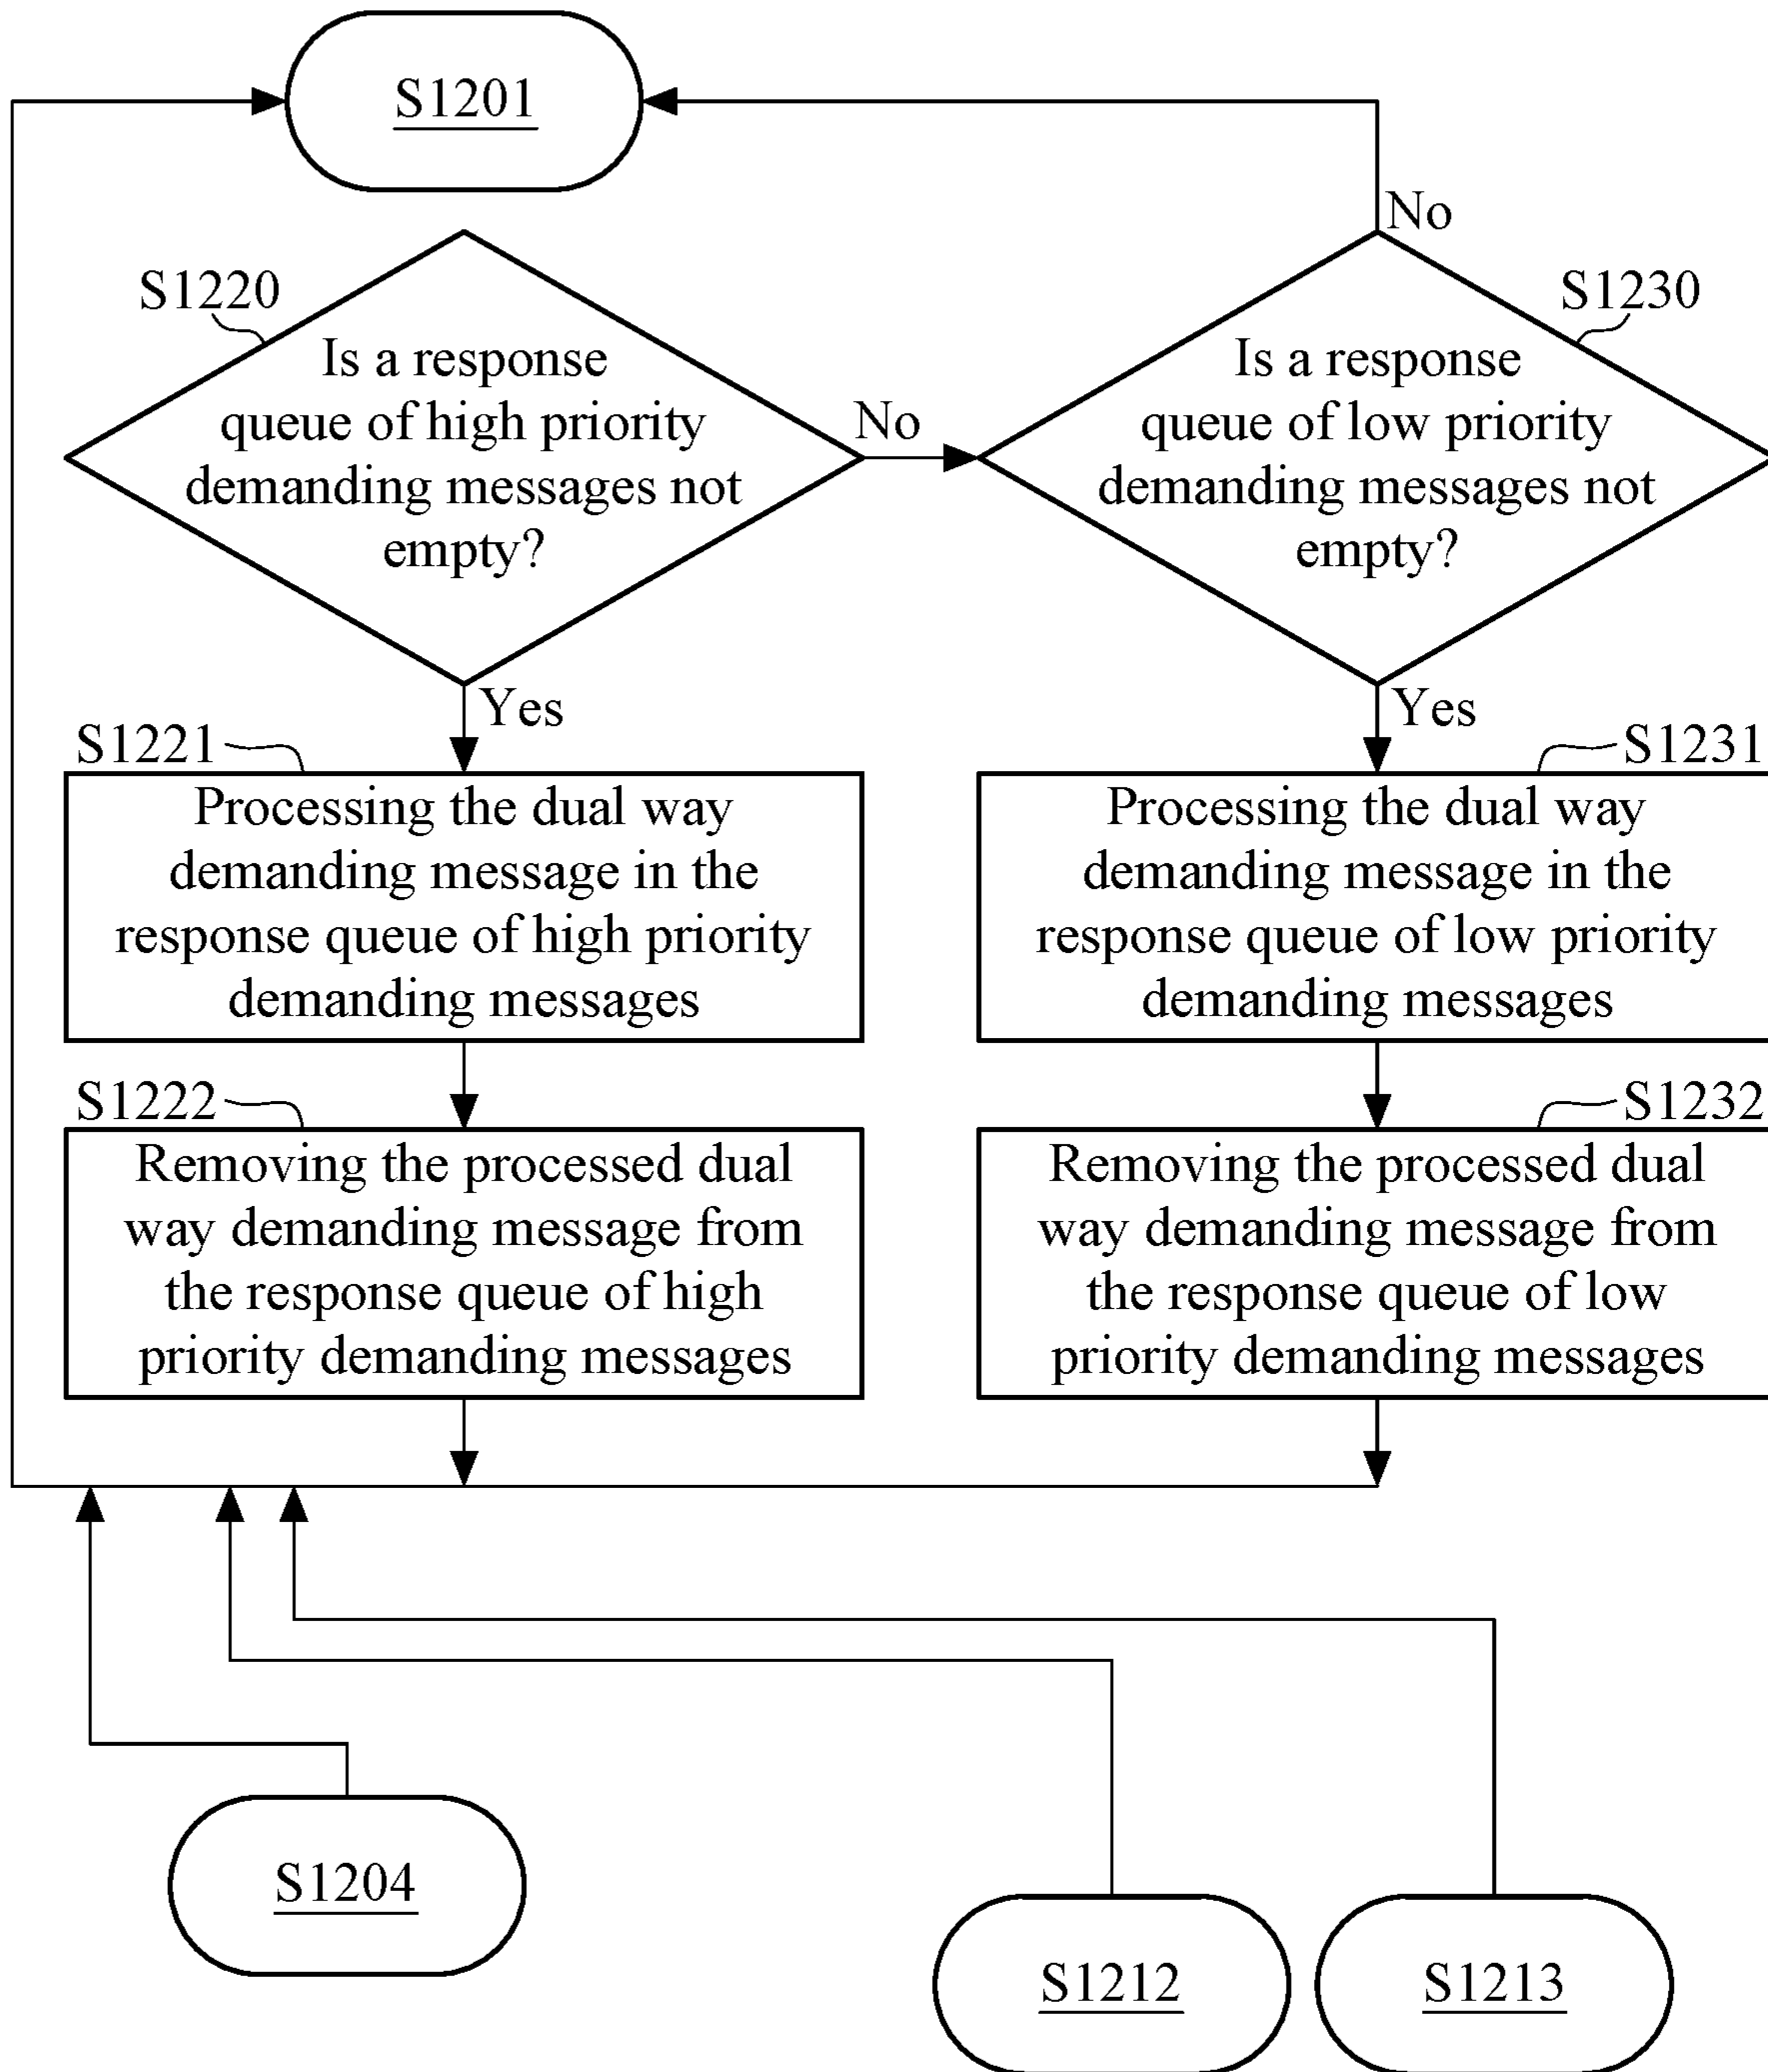 S1201
No
S1220
Is a response
queue of high priority
demanding messages not
empty?
No
S1230
Is a response
queue of low priority
demanding messages not
empty?
Yes
Yes
S1221
Processing the dual way
demanding message in the
response queue of high priority
demanding messages
S1231
Processing the dual way
demanding message in the
response queue of low priority
demanding messages
S1222
Removing the processed dual
way demanding message from
the response queue of high
priority demanding messages
S1232
Removing the processed dual
way demanding message from
the response queue of low
priority demanding messages
S1204
S1212
S1213